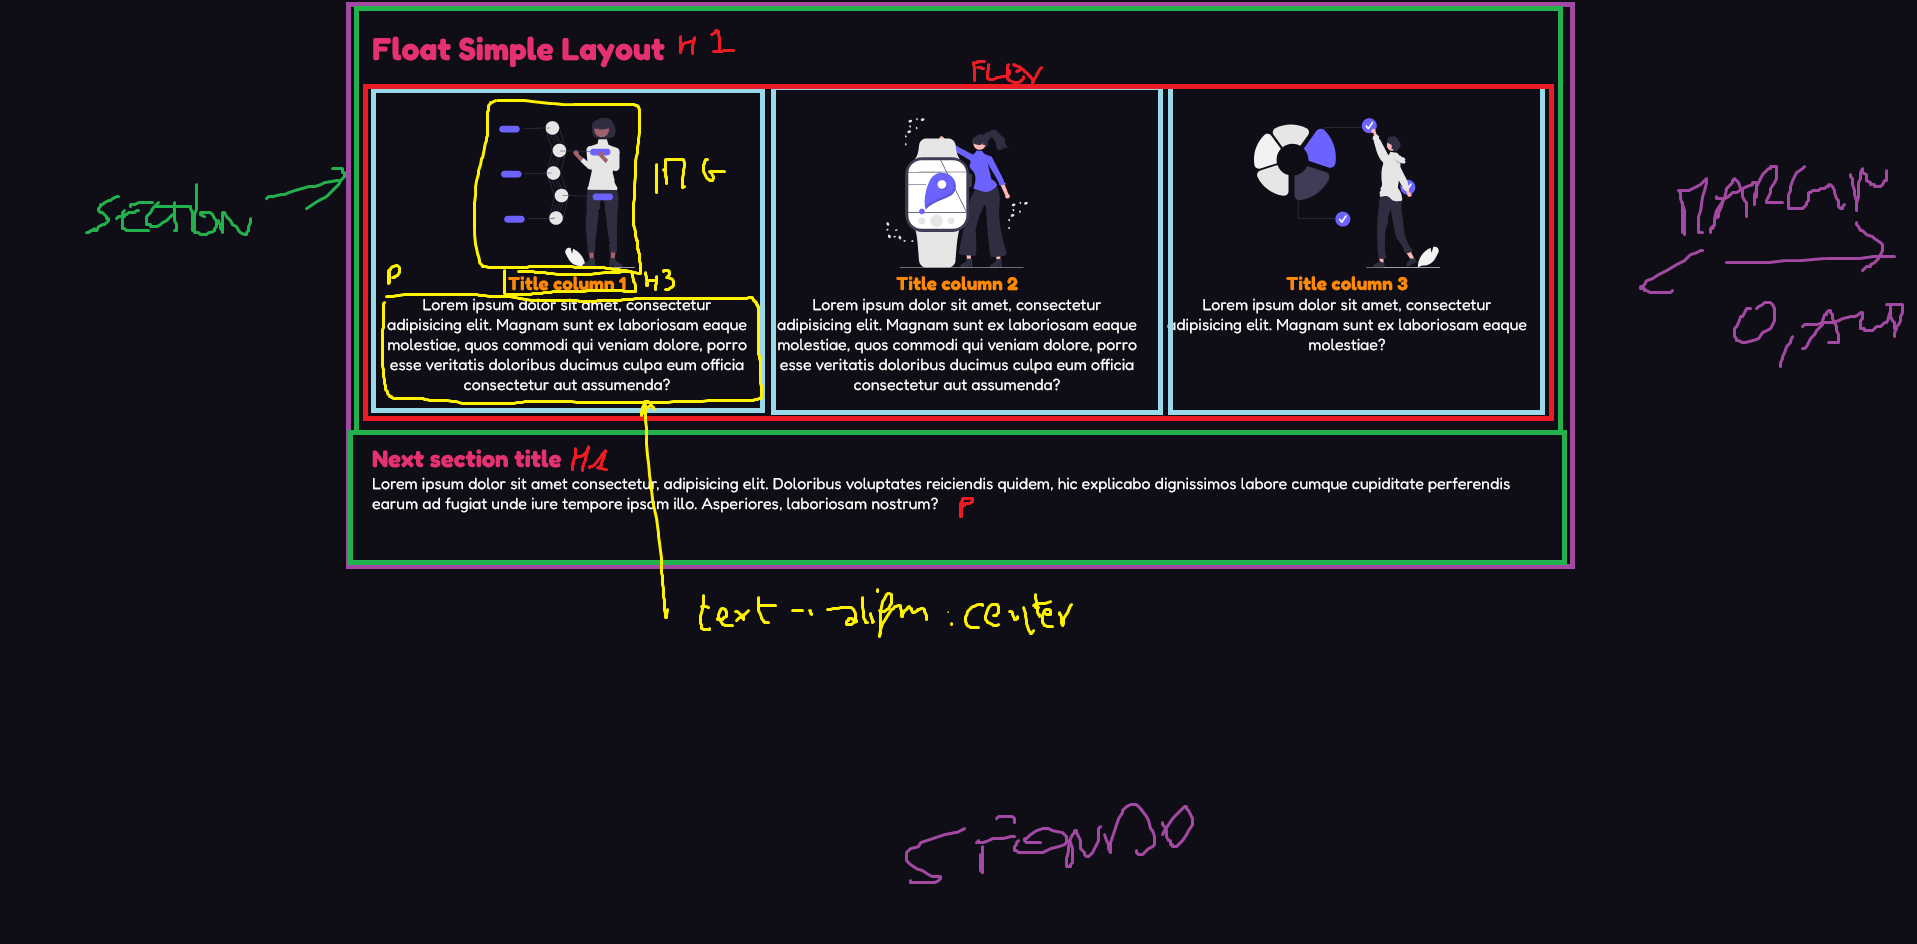 Float Simple Layout H1
FLEX
IMG
SECTION
MARGIN
0, AUT
P
Title column 1 H3
Lorem ipsum dolor sit amet, consectetur
adipisicing elit. Magnam sunt ex laboriosam eaque
molestiae, quos commodi qui veniam dolore, porro
esse veritatis doloribus ducimus culpa eum officia
consectetur aut assumenda?
Title column 2
Lorem ipsum dolor sit amet, consectetur
adipisicing elit. Magnam sunt ex laboriosam eaque
molestiae, quos commodi qui veniam dolore, porro
esse veritatis doloribus ducimus culpa eum officia
consectetur aut assumenda?
Title column 3
Lorem ipsum dolor sit amet, consectetur
adipisicing elit. Magnam sunt ex laboriosam eaque
molestiae?
Next section title H1
Lorem ipsum dolor sit amet consectetur, adipisicing elit. Doloribus voluptates reiciendis quidem, hic explicabo dignissimos labore cumque cupiditate perferendis
earum ad fugiat unde iure tempore ipsam illo. Asperiores, laboriosam nostrum? P
text - align : center